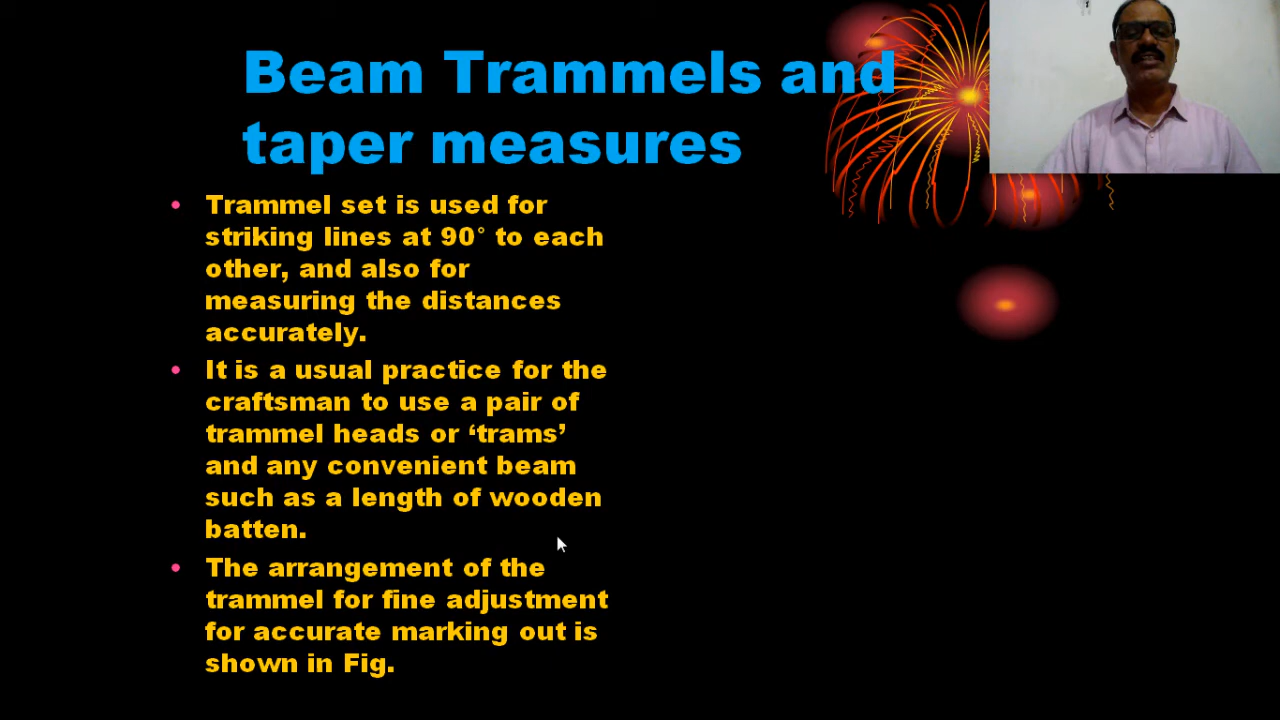 Beam Trammels and
taper measures
• Trammel set is used for
striking lines at 90° to each
other, and also for
measuring the distances
accurately.
• It is a usual practice for the
craftsman to use a pair of
trammel heads or ‘trams’
and any convenient beam
such as a length of wooden
batten.
• The arrangement of the
trammel for fine adjustment
for accurate marking out is
shown in Fig.